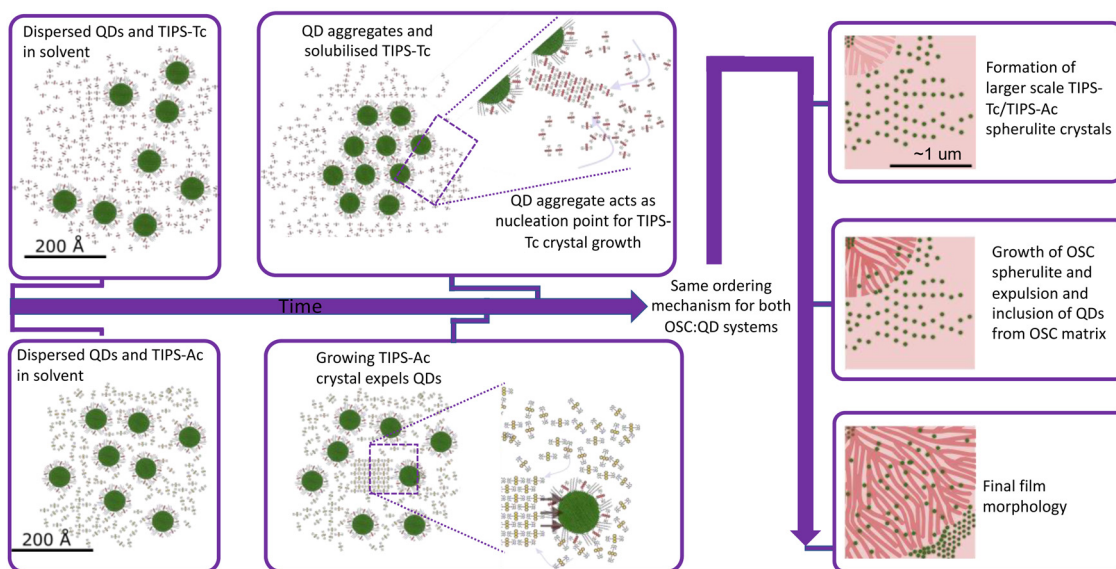 Dispersed QDs and TIPS-Tc
in solvent
200 Å
QD aggregates and
solubilised TIPS-Tc
QD aggregate acts as
nucleation point for TIPS-
Tc crystal growth
Time
Dispersed QDs and TIPS-Ac
in solvent
200 Å
Growing TIPS-Ac
crystal expels QDs
Same ordering
mechanism for both
OSC:QD systems
~1 um
Formation of
larger scale TIPS-
Tc/TIPS-Ac
spherulite crystals
Growth of OSC
spherulite and
expulsion and
inclusion of QDs
from OSC matrix
Final film
morphology